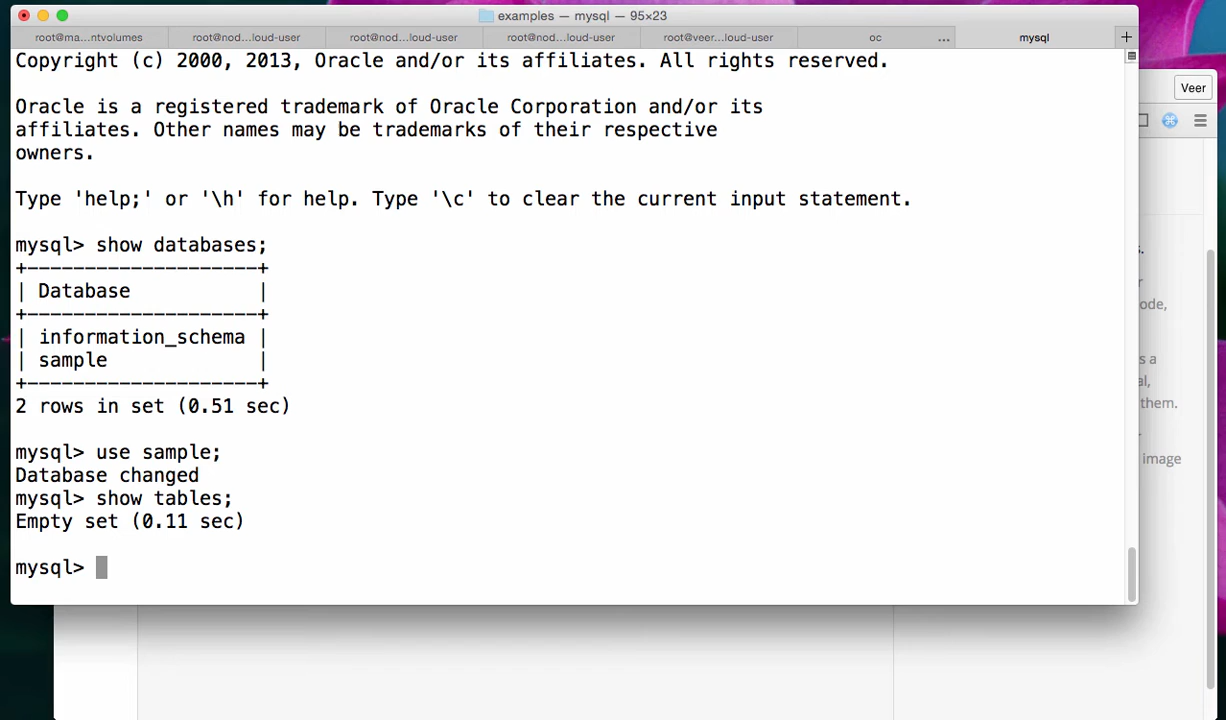 examples — mysql — 95×23
root@ma...ntvolumes root@nod...loud-user root@nod...loud-user root@nod...loud-user root@veer...loud-user oc ... mysql +
Copyright (c) 2000, 2013, Oracle and/or its affiliates. All rights reserved.
Oracle is a registered trademark of Oracle Corporation and/or its
affiliates. Other names may be trademarks of their respective
owners.
Type 'help;' or '\h' for help. Type '\c' to clear the current input statement.
mysql> show databases;
+--------------------+
| Database           |
+--------------------+
| information_schema |
| sample             |
+--------------------+
2 rows in set (0.51 sec)
mysql> use sample;
Database changed
mysql> show tables;
Empty set (0.11 sec)
mysql>
Veer
s.
r
ode,
s a
al,
them.
image